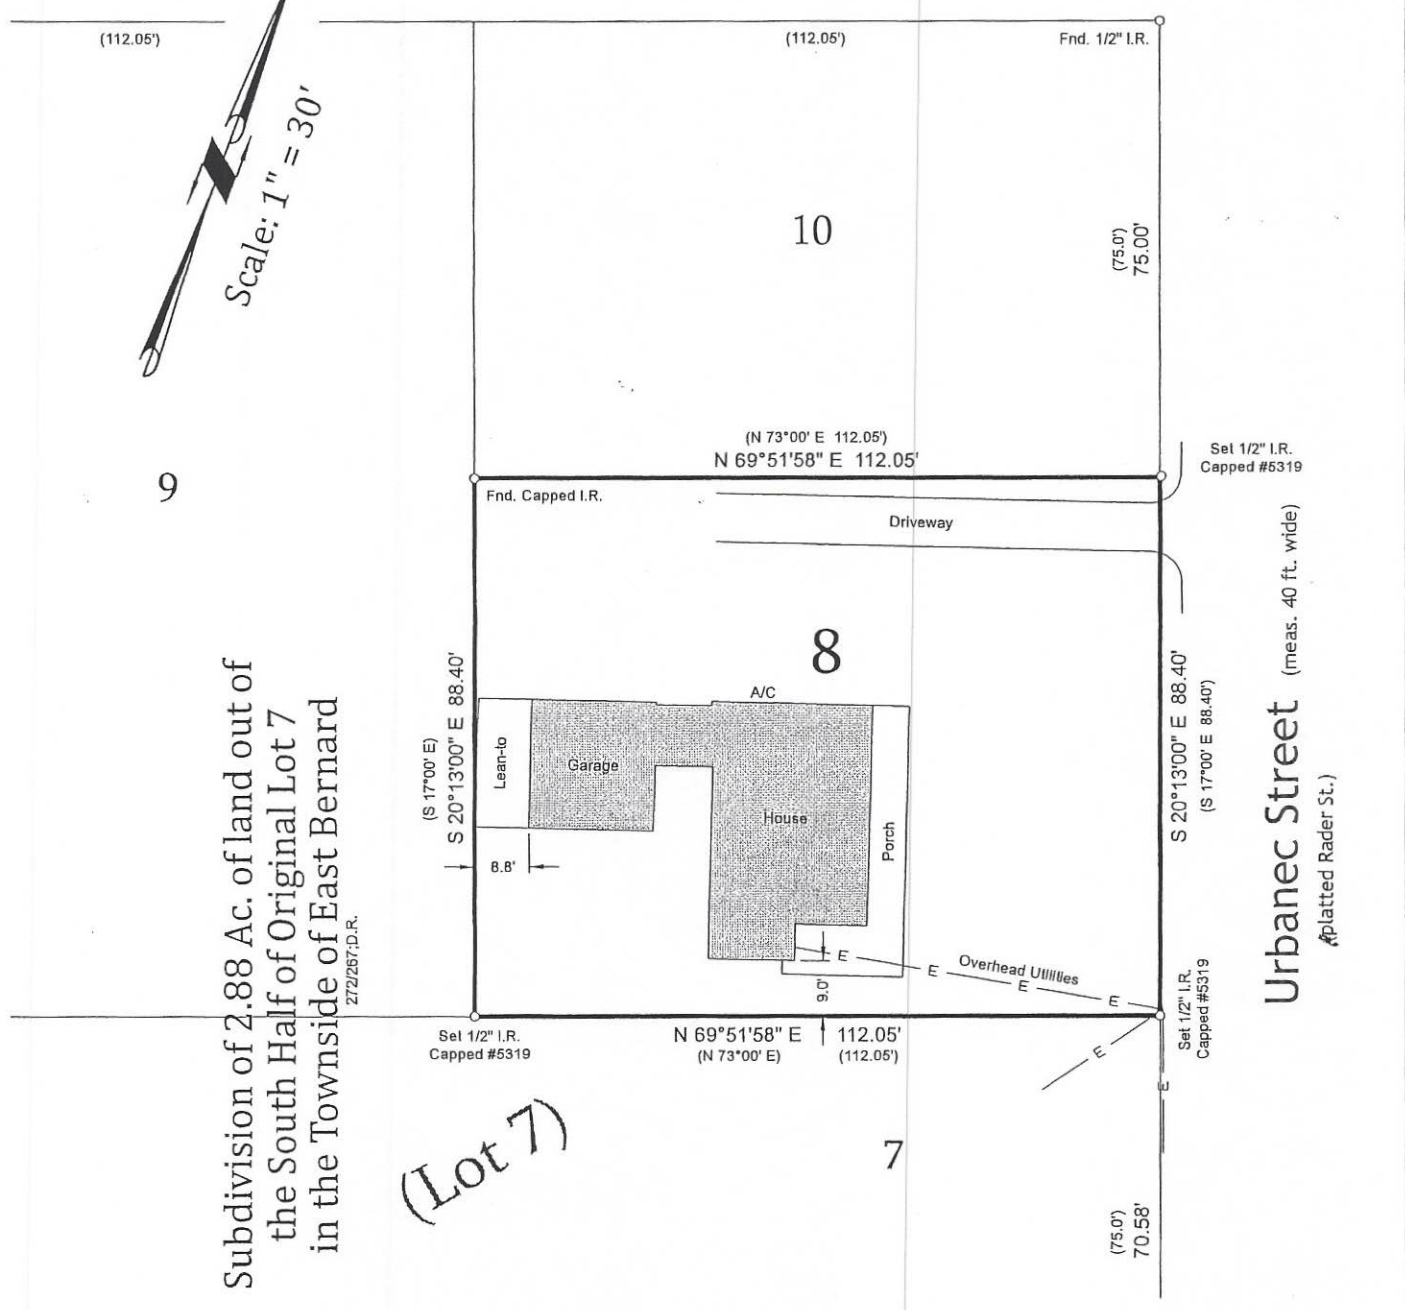 (112.05')
(112.05')
Fnd. 1/2" I.R.
Scale: 1" = 30'
10
(75.0')
75.00'
(N 73°00' E 112.05')
N 69°51'58" E 112.05'
Set 1/2" I.R.
Capped #5319
9
Fnd. Capped I.R.
Driveway
8
A/C
Lean-to
Garage
House
Porch
8.8'
(S 17°00' E)
S 20°13'00" E 88.40'
S 20°13'00" E 88.40'
(S 17°00' E 88.40')
Urbanec Street (meas. 40 ft. wide)
(platted Rader St.)
Subdivision of 2.88 Ac. of land out of
the South Half of Original Lot 7
in the Townside of East Bernard
272/267:D.R.
E
E
Overhead Utilities
E
E
9.0'
Set 1/2" I.R.
Capped #5319
N 69°51'58" E 112.05'
(N 73°00' E) (112.05')
Set 1/2" I.R.
Capped #5319
E
E
(Lot 7)
7
(75.0')
70.58'